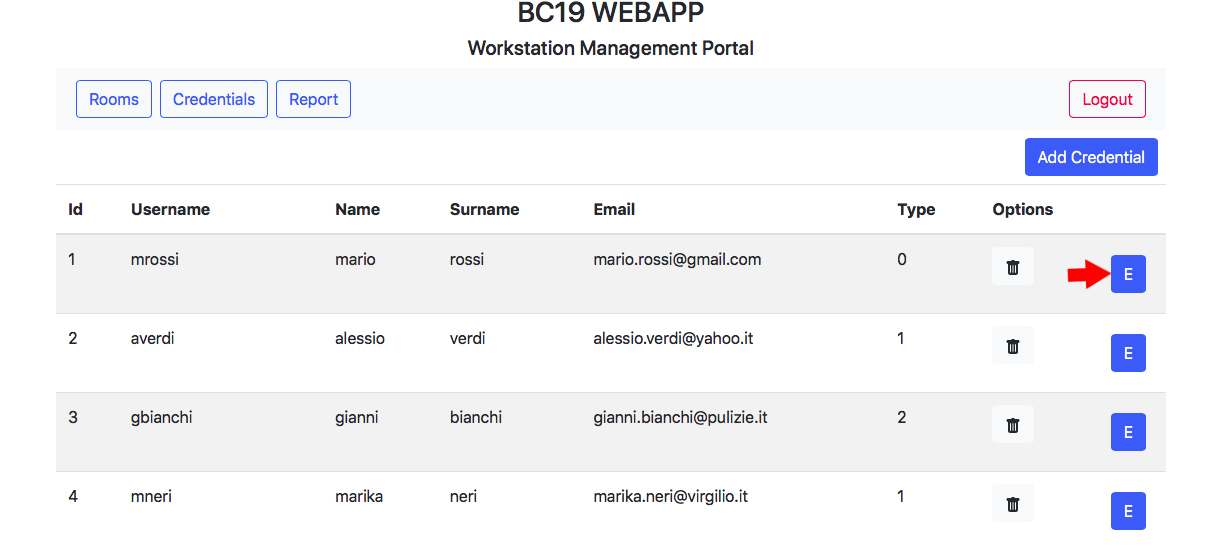 BC19 WEBAPP
Workstation Management Portal
Rooms Credentials Report Logout
Add Credential
Id Username Name Surname Email Type Options
1 mrossi mario rossi mario.rossi@gmail.com 0 E
2 averdi alessio verdi alessio.verdi@yahoo.it 1 E
3 gbianchi gianni bianchi gianni.bianchi@pulizie.it 2 E
4 mneri marika neri marika.neri@virgilio.it 1 E